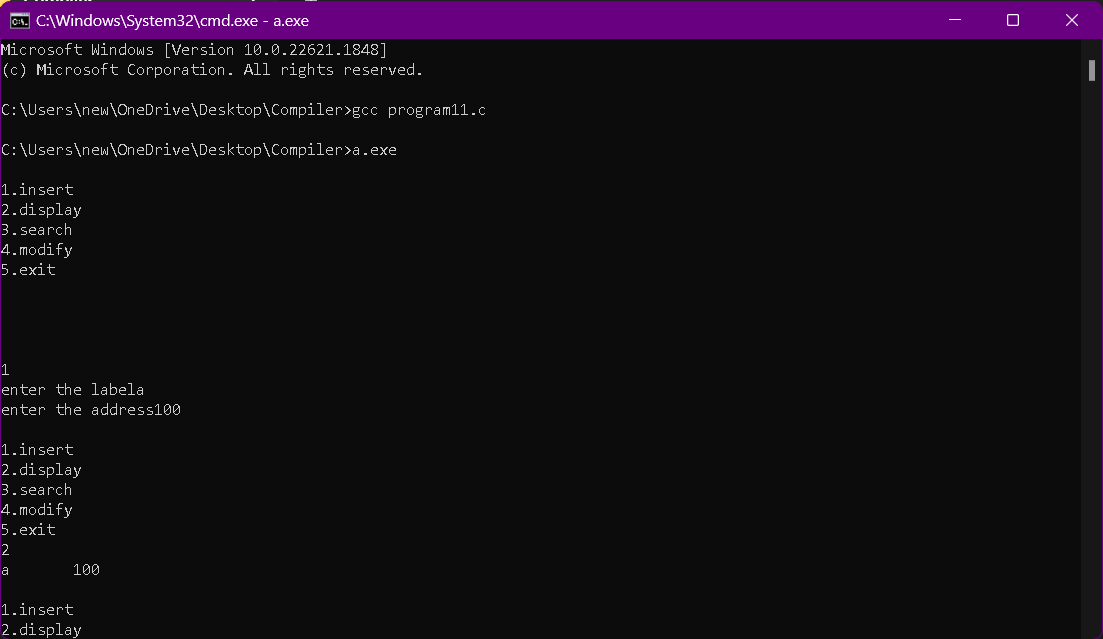 C:\Windows\System32\cmd.exe - a.exe
Microsoft Windows [Version 10.0.22621.1848]
(c) Microsoft Corporation. All rights reserved.
C:\Users\new\OneDrive\Desktop\Compiler>gcc program11.c
C:\Users\new\OneDrive\Desktop\Compiler>a.exe
1.insert
2.display
3.search
4.modify
5.exit
1
enter the labela
enter the address100
1.insert
2.display
3.search
4.modify
5.exit
2
a       100
1.insert
2.display